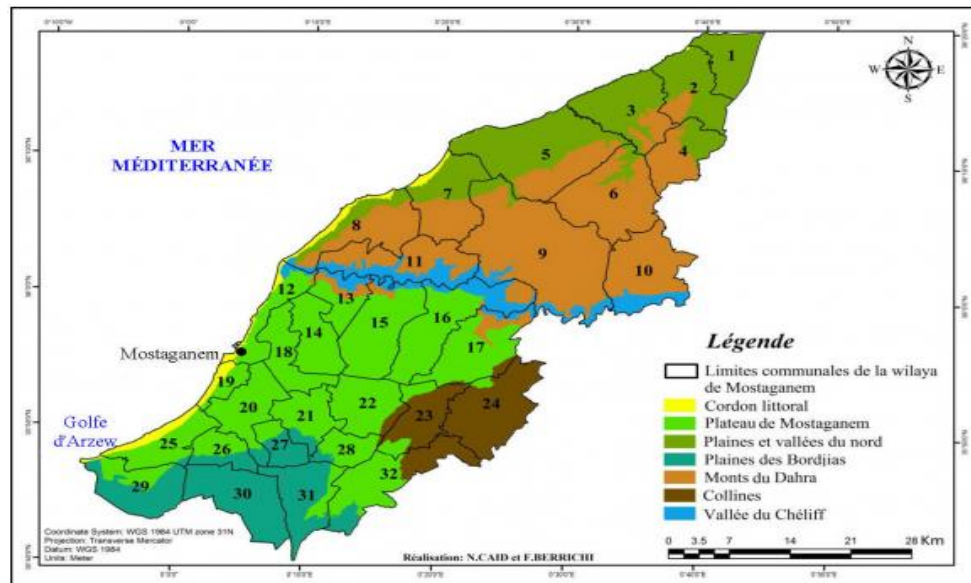 N
W E
S
MER
MÉDITERRANÉE
1
2
3
4
5
6
7
8
9
10
11
12
13
14
15
16
17
18
19
20
21
22
23
24
25
26
27
28
29
30
31
32
Mostaganem
Golfe
d'Arzew
Légende
Limites communales de la wilaya
de Mostaganem
Cordon littoral
Plateau de Mostaganem
Plaines et vallées du nord
Plaines des Bordjias
Monts du Dahra
Collines
Vallée du Chéliff
Coordinate System: WGS 1984 UTM zone 31N
Projection: Transverse Mercator
Datum: WGS 1984
Units: Meter
Réalisation: N.CAID et F.BERRICHI
0 3.5 7 14 21 28 Km